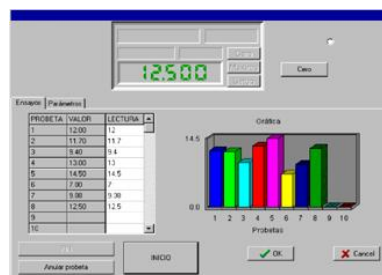 12.500
Cero
Ensayos Parámetros
PROBETA VALOR LECTURA
1 12.00 12
2 11.70 11.7
3 9.40 9.4
4 13.00 13
5 14.50 14.5
6 7.00 7
7 9.08 9.08
8 12.50 12.5
9
10
Gráfica
14.5
0.0
1 2 3 4 5 6 7 8 9 10
Probetas
Anular probeta
INICIO
OK
Cancel